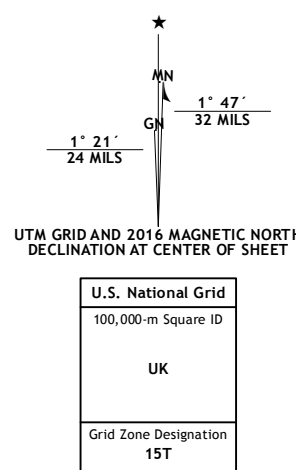 MN
1° 47´
32 MILS
GN
1° 21´
24 MILS
UTM GRID AND 2016 MAGNETIC NORTH
DECLINATION AT CENTER OF SHEET
U.S. National Grid
100,000-m Square ID
UK
Grid Zone Designation
15T